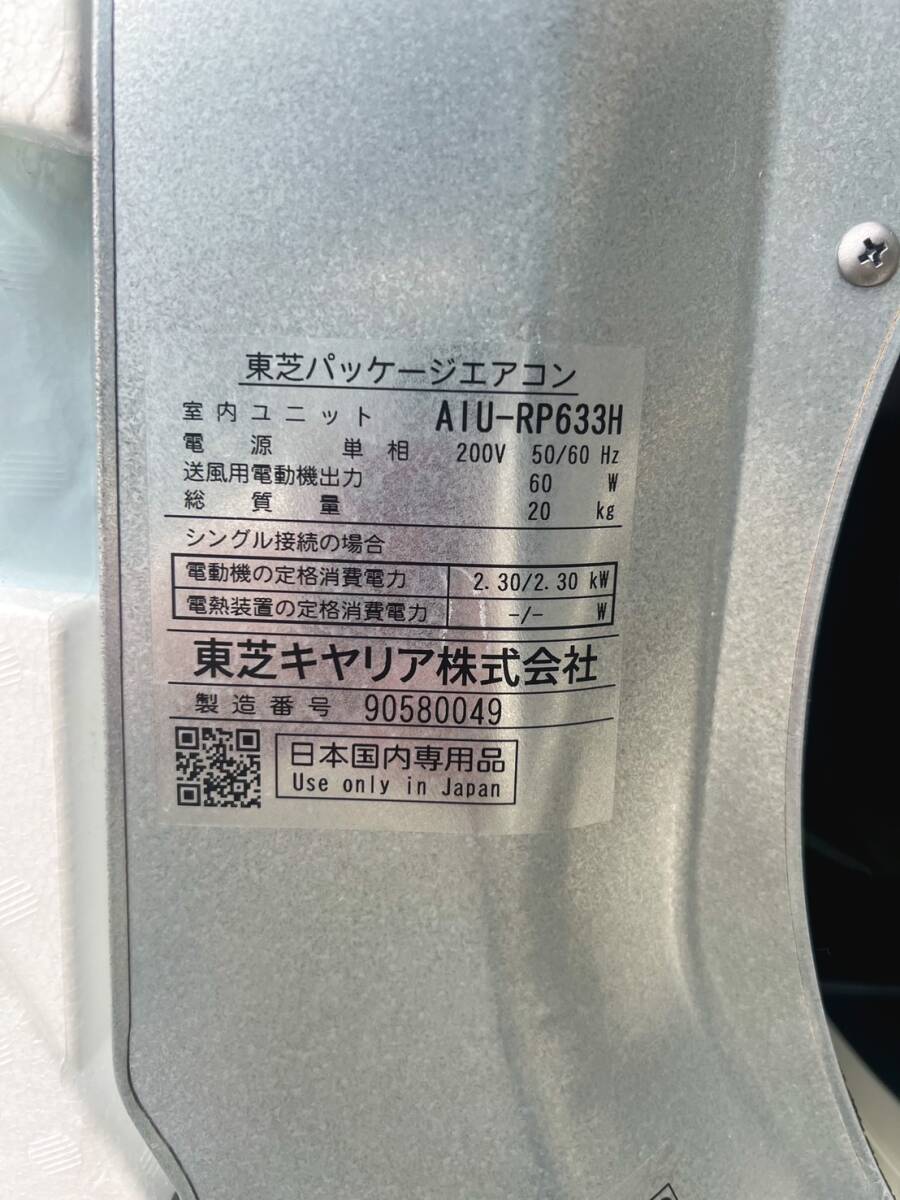 東芝パッケージエアコン
室内ユニット AIU-RP633H
電源 単相 200V 50/60 Hz
送風用電動機出力 60 W
総質量 20 kg
シングル接続の場合
電動機の定格消費電力 2.30/2.30 kW
電熱装置の定格消費電力 -/- W
東芝キヤリア株式会社
製造番号 90580049
日本国内専用品
Use only in Japan